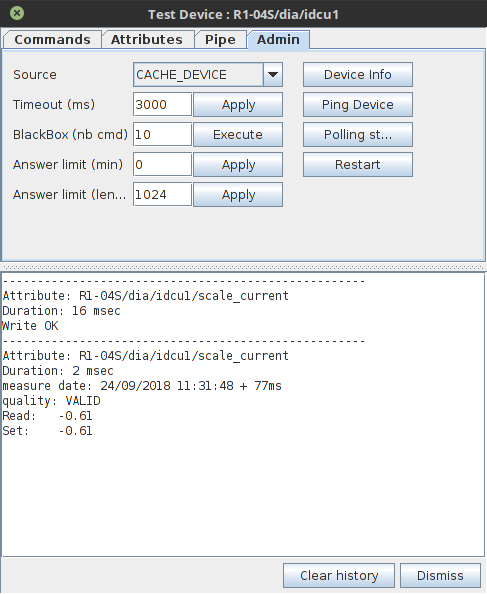 Test Device : R1-04S/dia/idcu1
Commands Attributes Pipe Admin
Source CACHE_DEVICE Device Info
Timeout (ms) 3000 Apply Ping Device
BlackBox (nb cmd) 10 Execute Polling st...
Answer limit (min) 0 Apply Restart
Answer limit (len... 1024 Apply
----------------------------------------------------
Attribute: R1-04S/dia/idcu1/scale_current
Duration: 16 msec
Write OK
----------------------------------------------------
Attribute: R1-04S/dia/idcu1/scale_current
Duration: 2 msec
measure date: 24/09/2018 11:31:48 + 77ms
quality: VALID
Read: -0.61
Set: -0.61
Clear history Dismiss